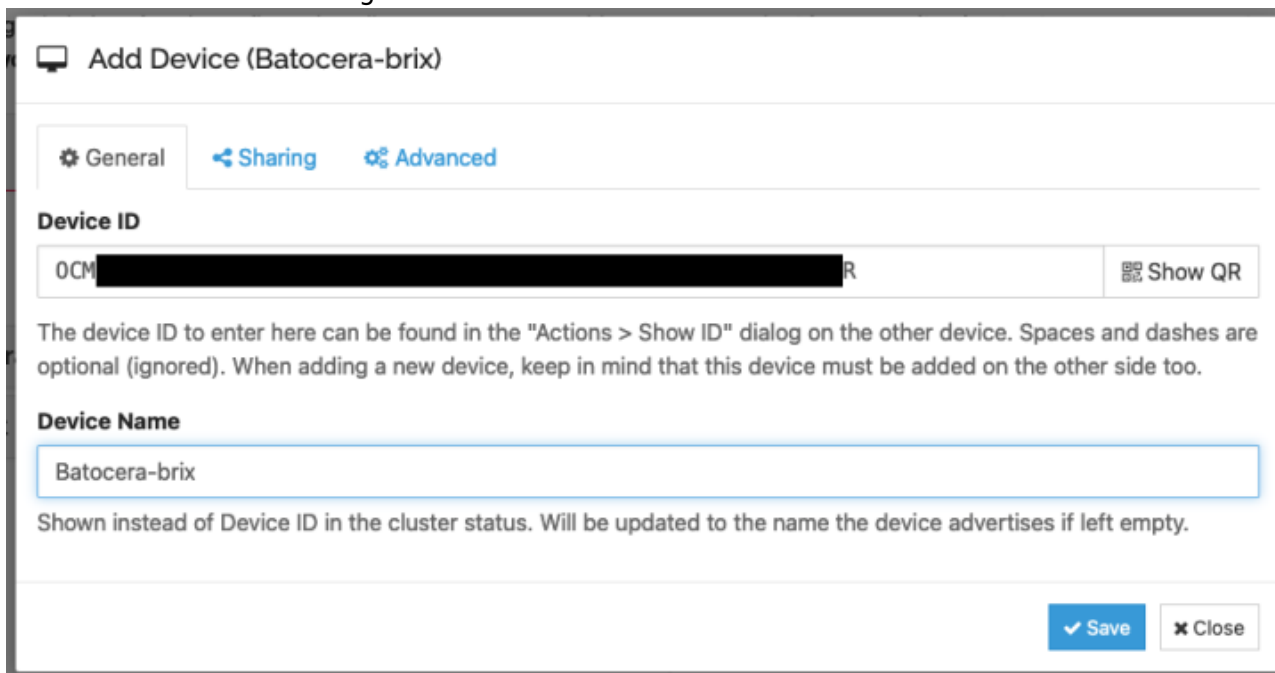 Add Device (Batocera-brix)
General
Sharing
Advanced
Device ID
OCM
R
Show QR
The device ID to enter here can be found in the "Actions > Show ID" dialog on the other device. Spaces and dashes are
optional (ignored). When adding a new device, keep in mind that this device must be added on the other side too.
Device Name
Batocera-brix
Shown instead of Device ID in the cluster status. Will be updated to the name the device advertises if left empty.
Save
Close